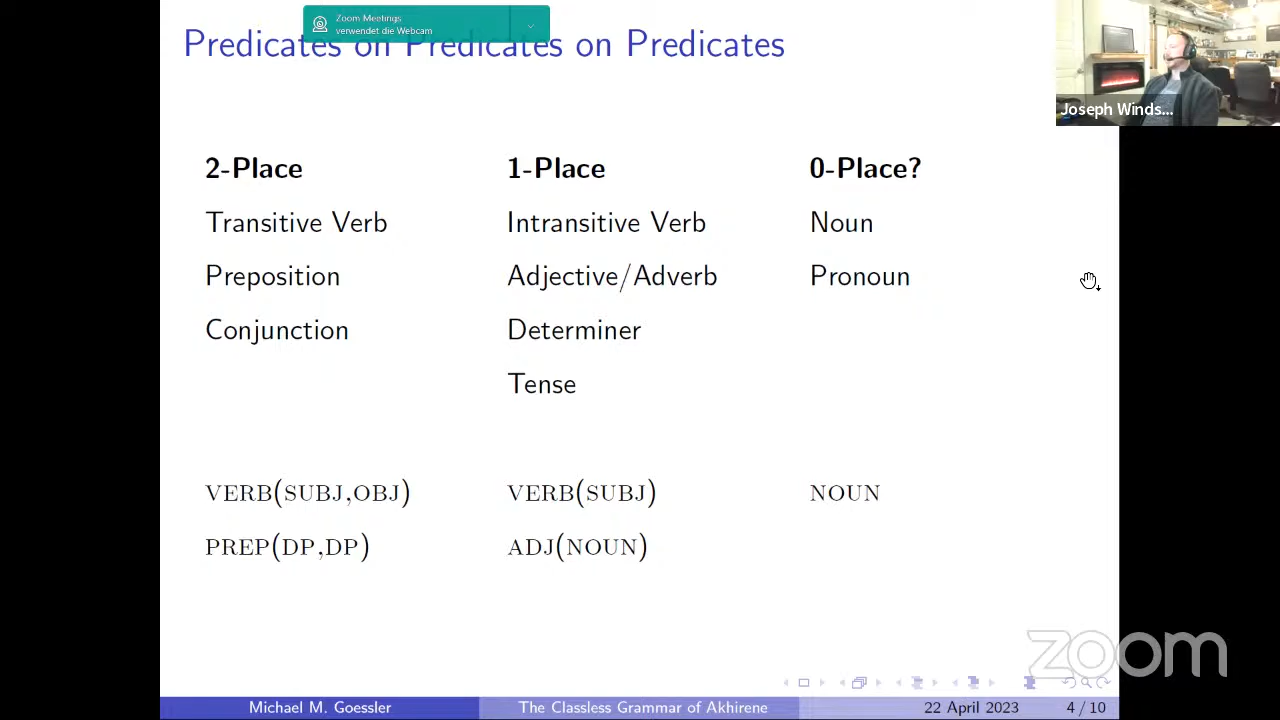 Zoom Meetings
verwendet die Webcam
Predicates on Predicates on Predicates
Joseph Winds...
2-Place 1-Place 0-Place?
Transitive Verb Intransitive Verb Noun
Preposition Adjective/Adverb Pronoun
Conjunction Determiner
Tense
VERB(SUBJ,OBJ) VERB(SUBJ) NOUN
PREP(DP,DP) ADJ(NOUN)
zoom
Michael M. Goessler The Classless Grammar of Akhirene 22 April 2023 4 / 10